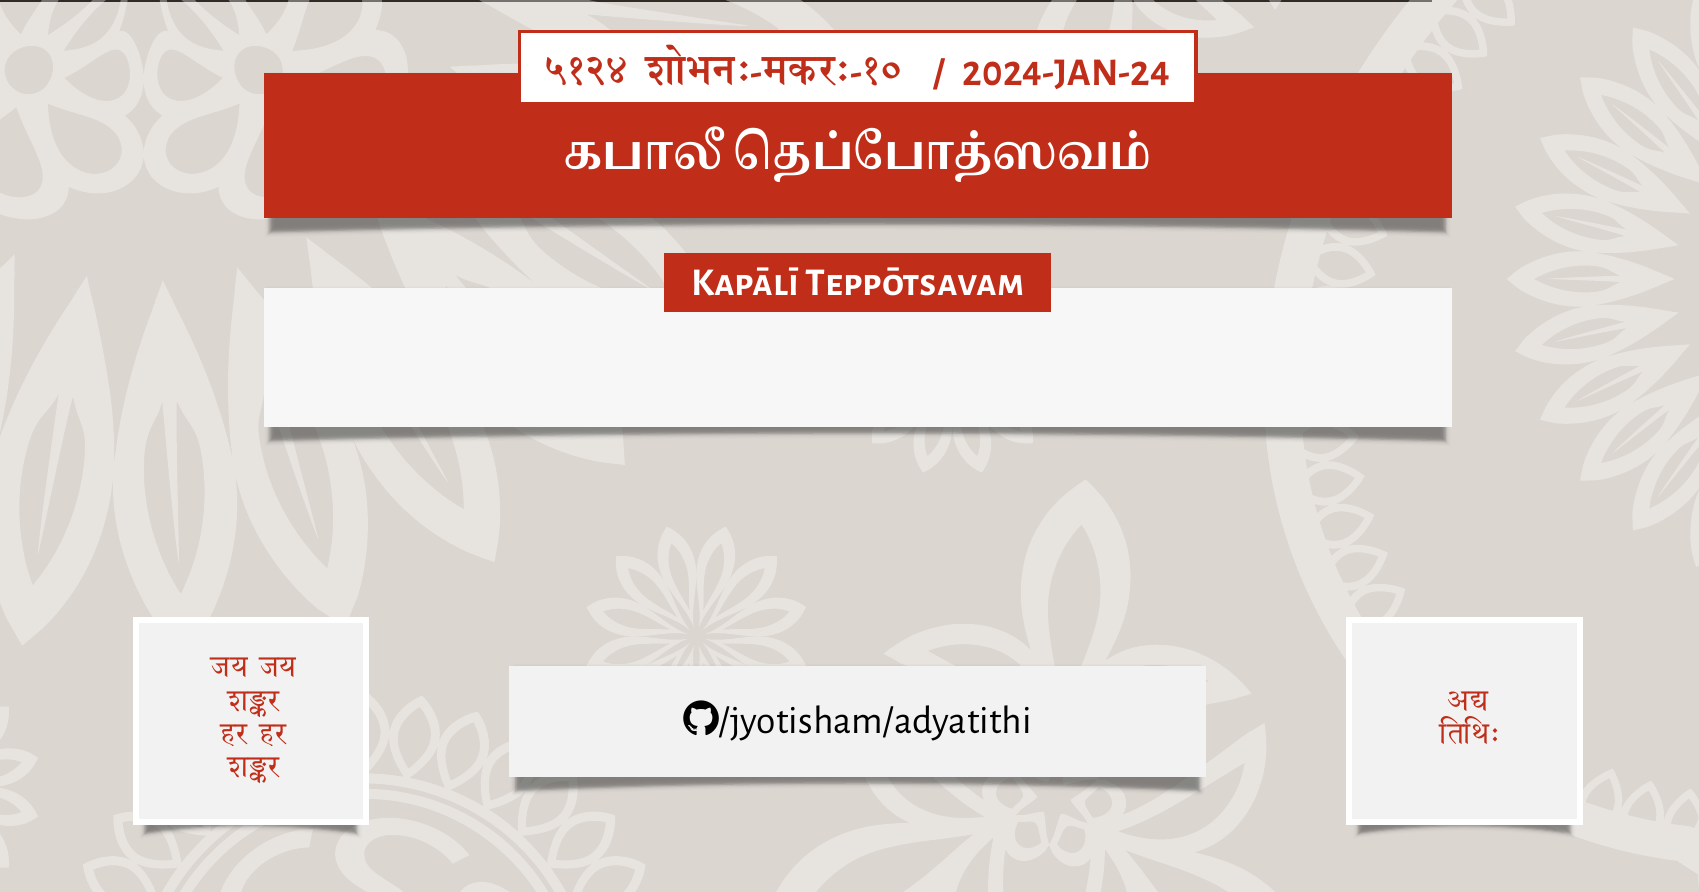 ५१२४ शोभनः-मकरः-१० / 2024-JAN-24
கபாலீ தெப்போத்ஸவம்
Kapālī Teppōtsavam
जय जय
शङ्कर
हर हर
शङ्कर
/jyotisham/adyatithi
अद्य
तिथिः